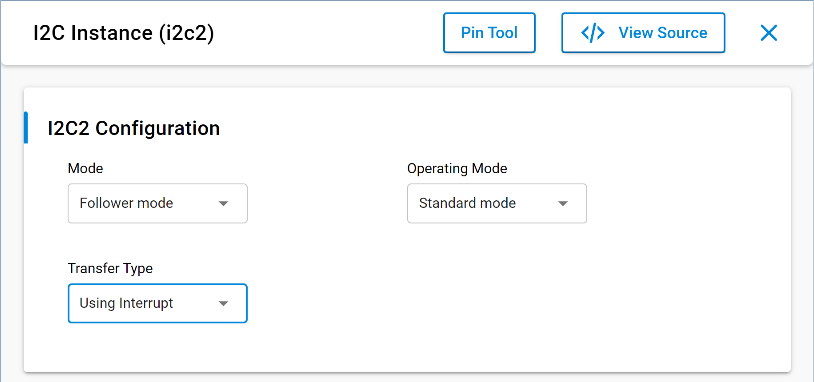 I2C Instance (i2c2)
Pin Tool
</> View Source
I2C2 Configuration
Mode
Operating Mode
Follower mode
Standard mode
Transfer Type
Using Interrupt